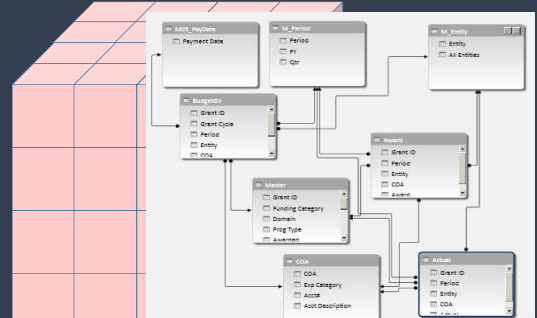 M05_PayDate
Payment Date
M_Period
Period
FY
Qtr
M_Entity
Entity
All Entities
BudgetGV
Grant ID
Grant Cycle
Period
Entity
COA
Award
Grant ID
Period
Entity
COA
Award
Master
Grant ID
Funding Category
Domain
Prog Type
Awarded
COA
COA
Exp Category
Acct#
Acct Description
Actual
Grant ID
Period
Entity
COA
Actual